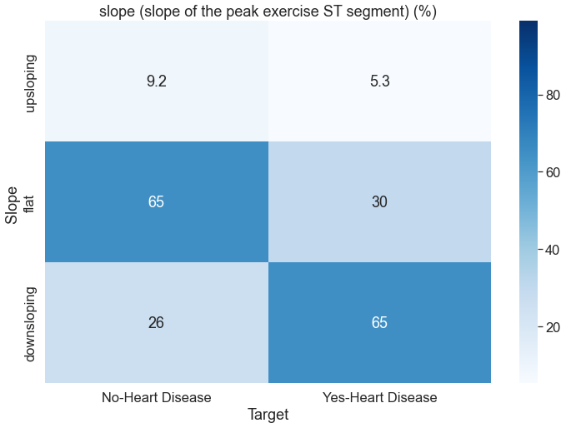 slope (slope of the peak exercise ST segment) (%)
upsloping
9.2
5.3
80
Slope
flat
65
30
60
40
downsloping
26
65
20
No-Heart Disease
Yes-Heart Disease
Target